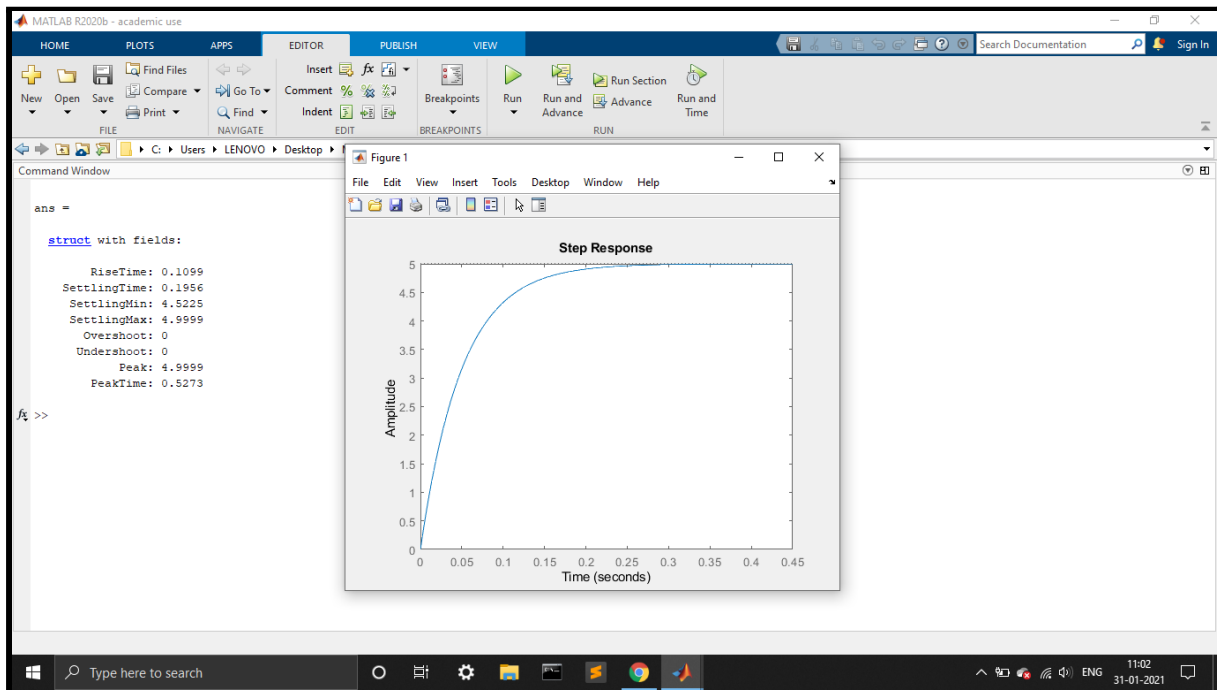 MATLAB R2020b - academic use
HOME PLOTS APPS EDITOR PUBLISH VIEW
Search Documentation
Sign In
New
Open
Save
Find Files
Compare
Print
FILE
Go To
Find
NAVIGATE
Insert fx
Comment %
Indent
EDIT
Breakpoints
BREAKPOINTS
Run
Run and Advance
Run Section
Advance
Run and Time
RUN
C: Users LENOVO Desktop
Command Window
ans =
struct with fields:
RiseTime: 0.1099
SettlingTime: 0.1956
SettlingMin: 4.5225
SettlingMax: 4.9999
Overshoot: 0
Undershoot: 0
Peak: 4.9999
PeakTime: 0.5273
fx >>
Figure 1
File Edit View Insert Tools Desktop Window Help
Step Response
5
4.5
4
3.5
3
2.5
2
1.5
1
0.5
0
Amplitude
0 0.05 0.1 0.15 0.2 0.25 0.3 0.35 0.4 0.45
Time (seconds)
Type here to search
ENG
11:02
31-01-2021